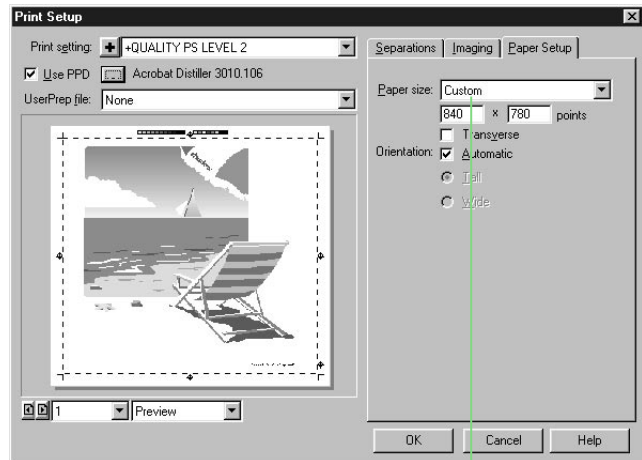 Print Setup
Print setting: +QUALITY PS LEVEL 2
Use PPD Acrobat Distiller 3010.106
UserPrep file: None
1 Preview
Separations Imaging Paper Setup
Paper size: Custom
840 x 780 points
Transverse
Orientation: Automatic
Tall
Wide
OK Cancel Help